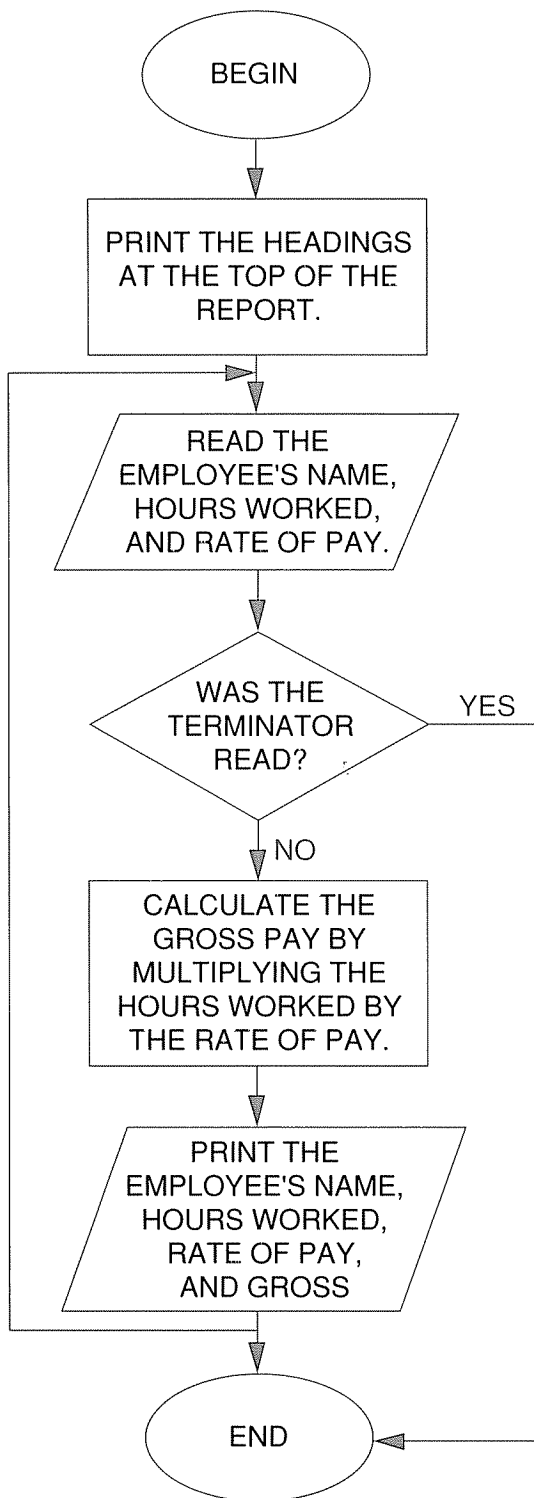 BEGIN
PRINT THE HEADINGS
AT THE TOP OF THE
REPORT.
READ THE
EMPLOYEE'S NAME,
HOURS WORKED,
AND RATE OF PAY.
WAS THE
TERMINATOR
READ?
YES
NO
CALCULATE THE
GROSS PAY BY
MULTIPLYING THE
HOURS WORKED BY
THE RATE OF PAY.
PRINT THE
EMPLOYEE'S NAME,
HOURS WORKED,
RATE OF PAY,
AND GROSS
END